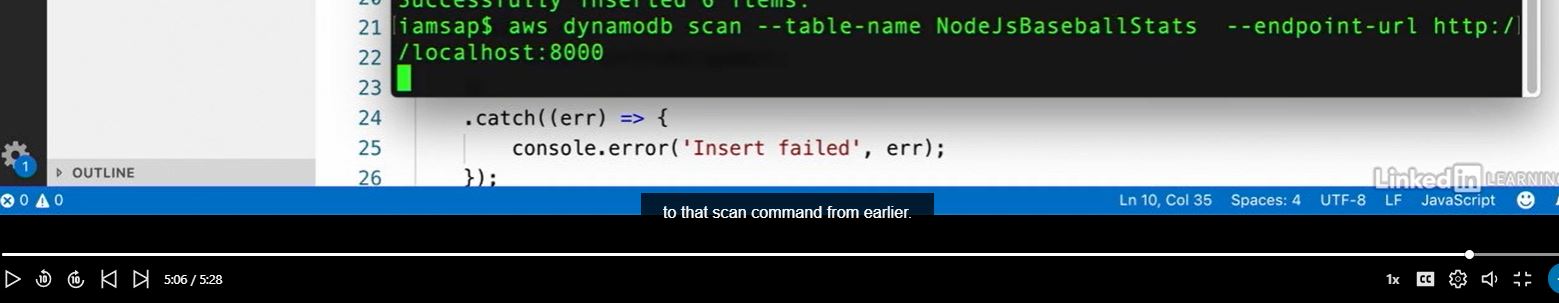 20 Successfully inserted 6 items.
21 iamsap$ aws dynamodb scan --table-name NodeJsBaseballStats --endpoint-url http:/
22 /localhost:8000
23
24 .catch((err) => {
25 console.error('Insert failed', err);
26 });
1
OUTLINE
LinkedIn LEARNING
0 0
Ln 10, Col 35 Spaces: 4 UTF-8 LF JavaScript
to that scan command from earlier.
10 10 5:06 / 5:28
1x CC